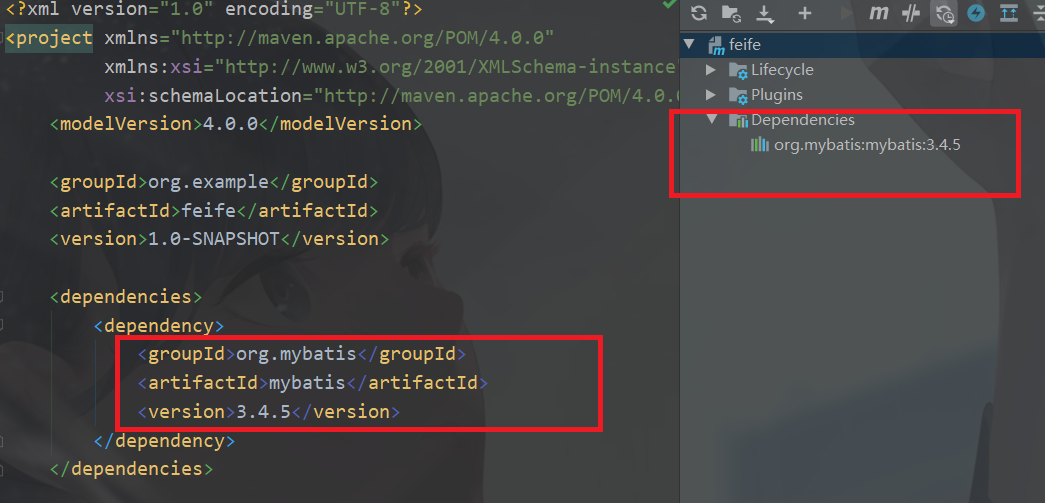 <?xml version="1.0" encoding="UTF-8"?>
<project xmlns="http://maven.apache.org/POM/4.0.0"
xmlns:xsi="http://www.w3.org/2001/XMLSchema-instance
xsi:schemaLocation="http://maven.apache.org/POM/4.0.0
<modelVersion>4.0.0</modelVersion>
<groupId>org.example</groupId>
<artifactId>feife</artifactId>
<version>1.0-SNAPSHOT</version>
<dependencies>
<dependency>
<groupId>org.mybatis</groupId>
<artifactId>mybatis</artifactId>
<version>3.4.5</version>
</dependency>
</dependencies>
m
feife
Lifecycle
Plugins
Dependencies
org.mybatis:mybatis:3.4.5